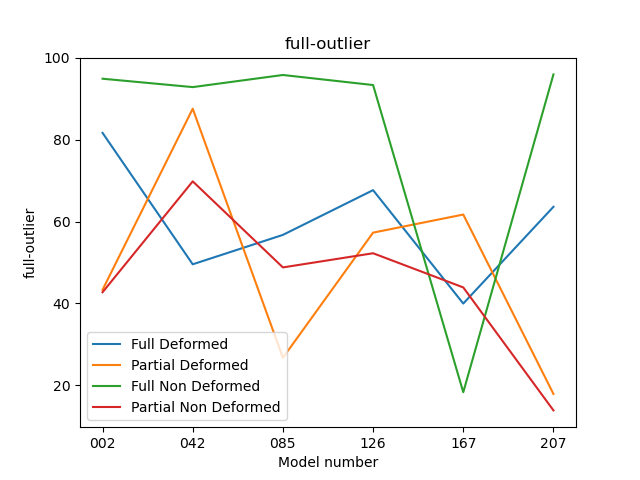 full-outlier
100
80
60
40
20
full-outlier
Full Deformed
Partial Deformed
Full Non Deformed
Partial Non Deformed
002 042 085 126 167 207
Model number